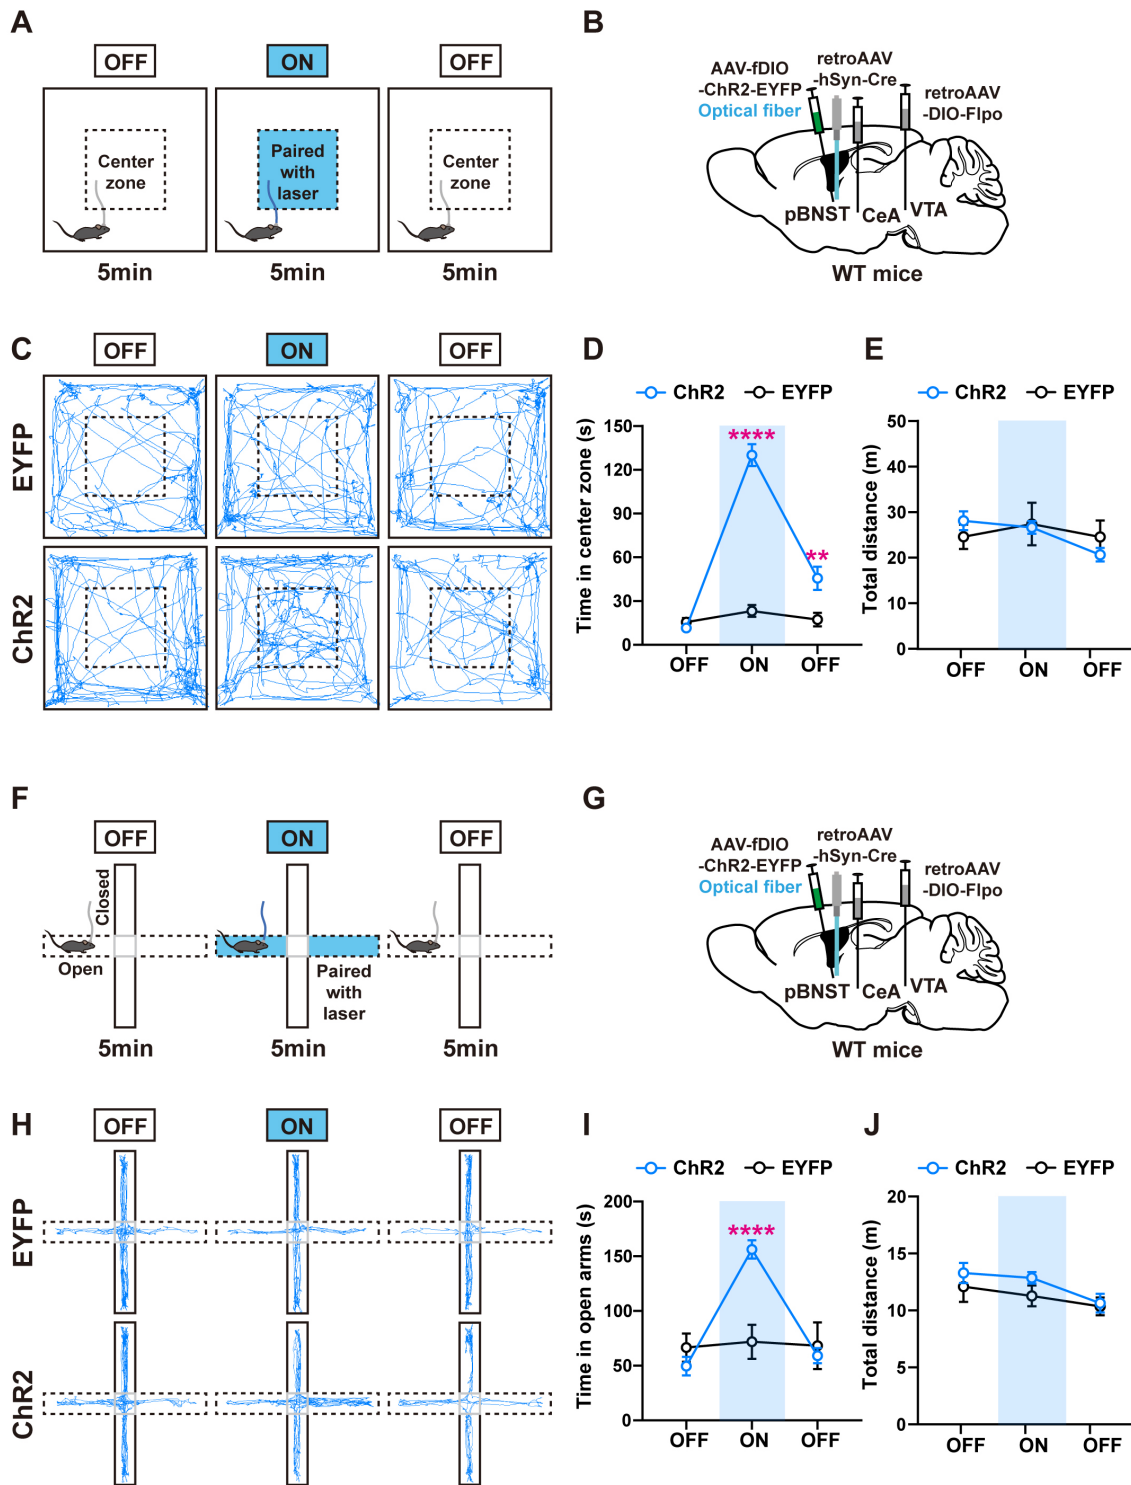 A
OFF
ON
OFF
Center
zone
Paired
with
laser
Center
zone
5min
5min
5min
B
AAV-fDIO
-ChR2-EYFP
Optical fiber
retroAAV
-hSyn-Cre
retroAAV
-DIO-Flpo
pBNST
CeA
VTA
WT mice
C
OFF
ON
OFF
EYFP
ChR2
D
ChR2
EYFP
Time in center zone (s)
150
120
90
60
30
0
****
**
OFF
ON
OFF
E
ChR2
EYFP
Total distance (m)
50
40
30
20
10
0
OFF
ON
OFF
F
OFF
ON
OFF
Closed
Open
Paired
with
laser
5min
5min
5min
G
AAV-fDIO
-ChR2-EYFP
Optical fiber
retroAAV
-hSyn-Cre
retroAAV
-DIO-Flpo
pBNST
CeA
VTA
WT mice
H
OFF
ON
OFF
EYFP
ChR2
I
ChR2
EYFP
Time in open arms (s)
200
150
100
50
0
****
OFF
ON
OFF
J
ChR2
EYFP
Total distance (m)
20
15
10
5
0
OFF
ON
OFF